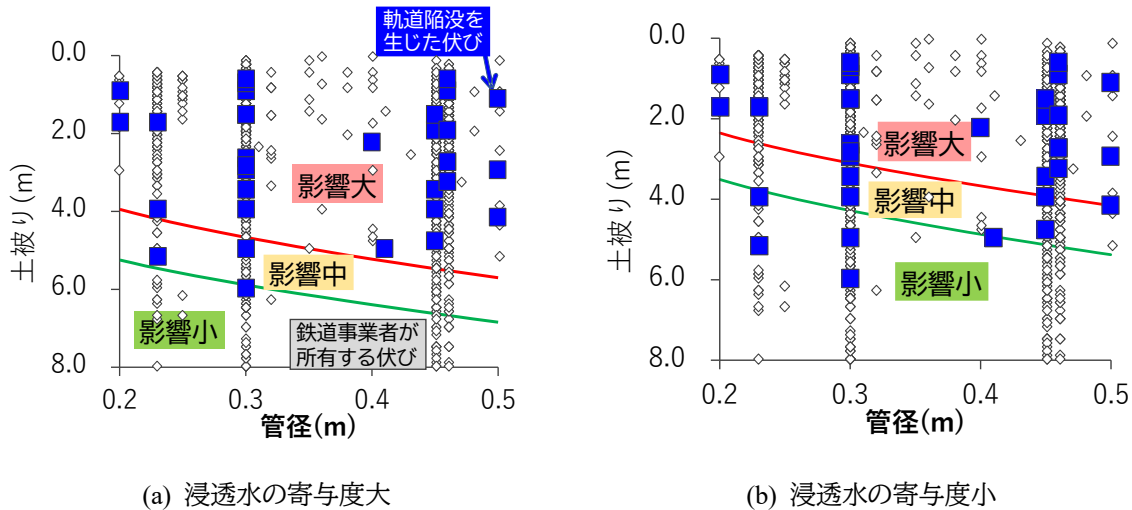 軌道陥没を
生じた伏び
0.0
2.0
4.0
6.0
8.0
土被り(m)
影響大
影響中
影響小
鉄道事業者が
所有する伏び
0.2
0.3
0.4
0.5
管径(m)
(a) 浸透水の寄与度大
0.0
2.0
4.0
6.0
8.0
土被り(m)
影響大
影響中
影響小
0.2
0.3
0.4
0.5
管径(m)
(b) 浸透水の寄与度小